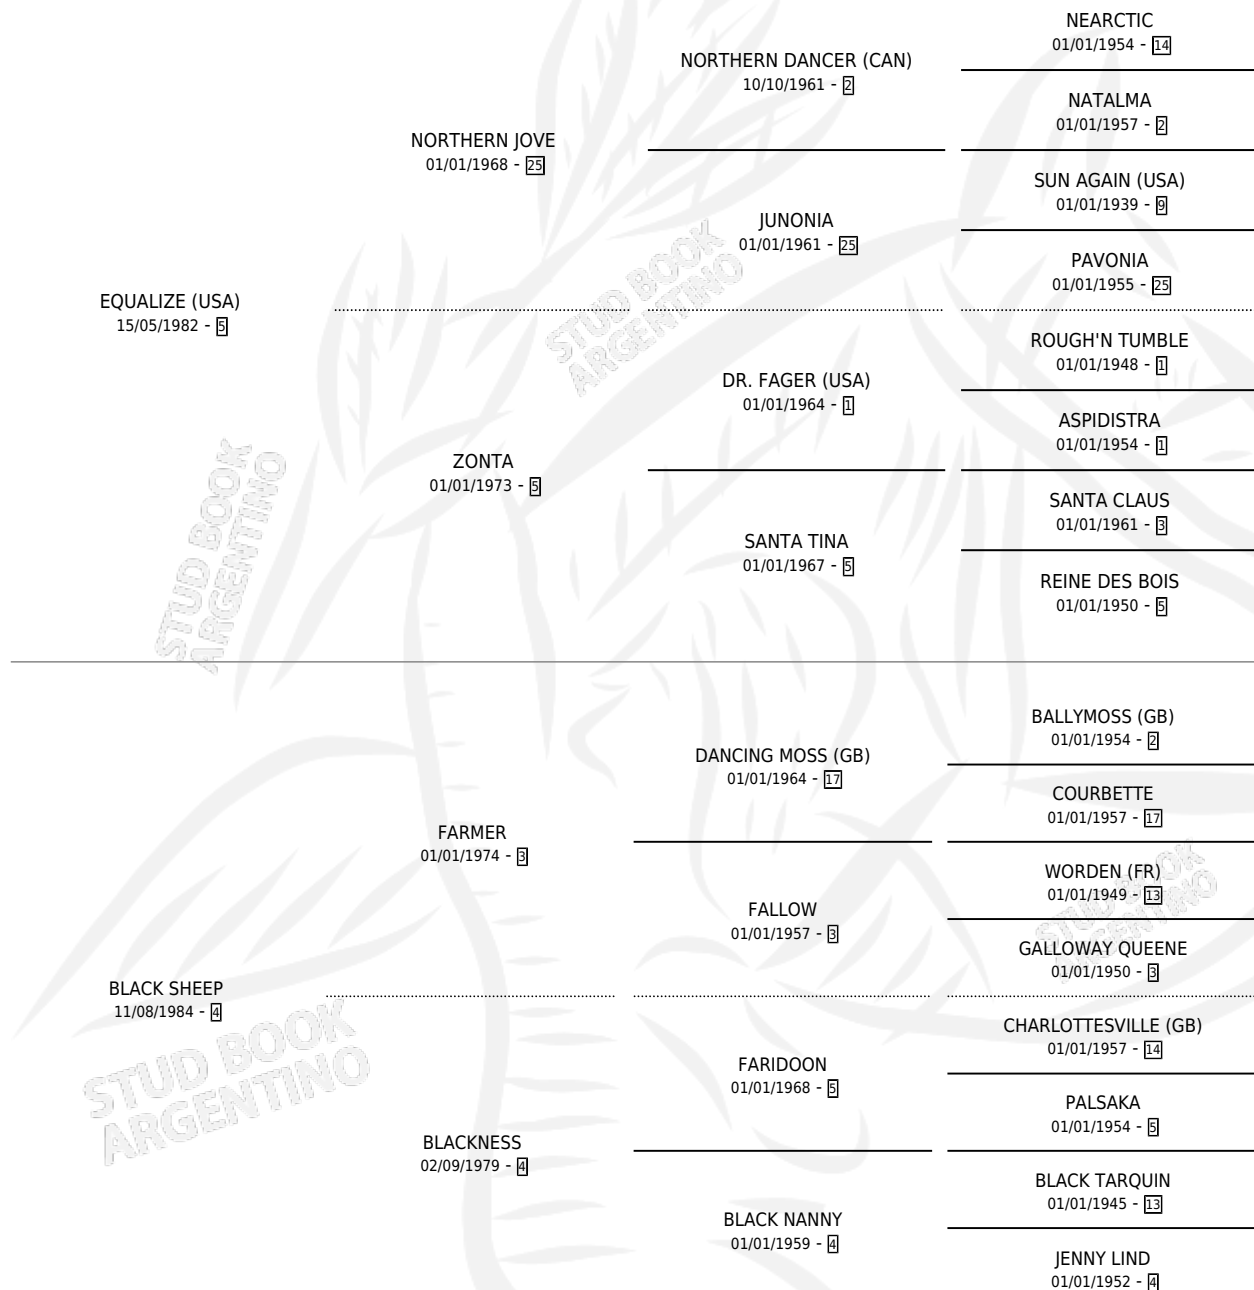 NEARCTIC
01/01/1954 - 14
NORTHERN DANCER (CAN)
10/10/1961 - 2
NATALMA
01/01/1957 - 2
NORTHERN JOVE
01/01/1968 - 25
SUN AGAIN (USA)
01/01/1939 - 9
JUNONIA
01/01/1961 - 25
PAVONIA
01/01/1955 - 25
EQUALIZE (USA)
15/05/1982 - 5
ROUGH'N TUMBLE
01/01/1948 - 1
DR. FAGER (USA)
01/01/1964 - 1
ASPIDISTRA
01/01/1954 - 1
ZONTA
01/01/1973 - 5
SANTA CLAUS
01/01/1961 - 3
SANTA TINA
01/01/1967 - 5
REINE DES BOIS
01/01/1950 - 5
BALLYMOSS (GB)
01/01/1954 - 2
DANCING MOSS (GB)
01/01/1964 - 17
COURBETTE
01/01/1957 - 17
FARMER
01/01/1974 - 3
WORDEN (FR)
01/01/1949 - 13
FALLOW
01/01/1957 - 3
GALLOWAY QUEENE
01/01/1950 - 3
BLACK SHEEP
11/08/1984 - 4
CHARLOTTESVILLE (GB)
01/01/1957 - 14
FARIDOON
01/01/1968 - 5
PALSAKA
01/01/1954 - 5
BLACKNESS
02/09/1979 - 4
BLACK TARQUIN
01/01/1945 - 13
BLACK NANNY
01/01/1959 - 4
JENNY LIND
01/01/1952 - 4
STUD BOOK
ARGENTINO
STUD BOOK
ARGENTINO
STUD BOOK
ARGENTINO
STUD BOOK
ARGENTINO